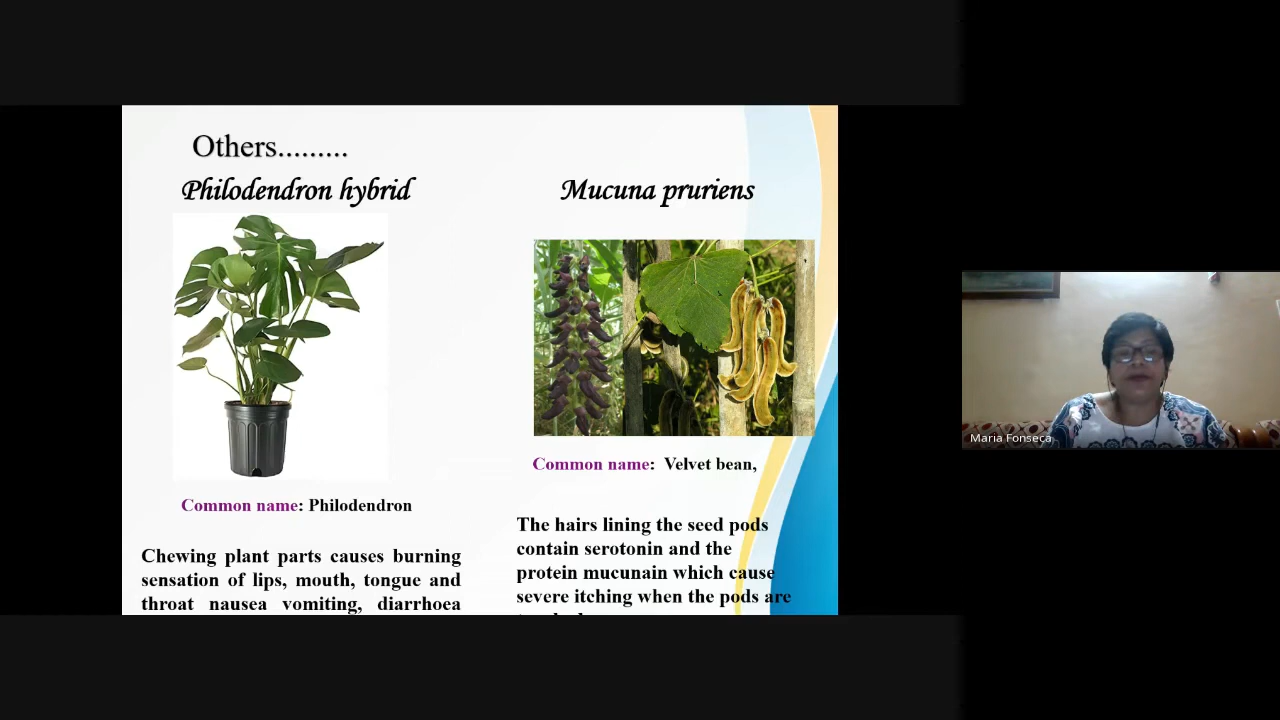 Others.........
Philodendron hybrid
Mucuna pruriens
Common name: Philodendron
Chewing plant parts causes burning
sensation of lips, mouth, tongue and
throat nausea vomiting, diarrhoea
Common name: Velvet bean,
The hairs lining the seed pods
contain serotonin and the
protein mucunain which cause
severe itching when the pods are
Maria Fonseca